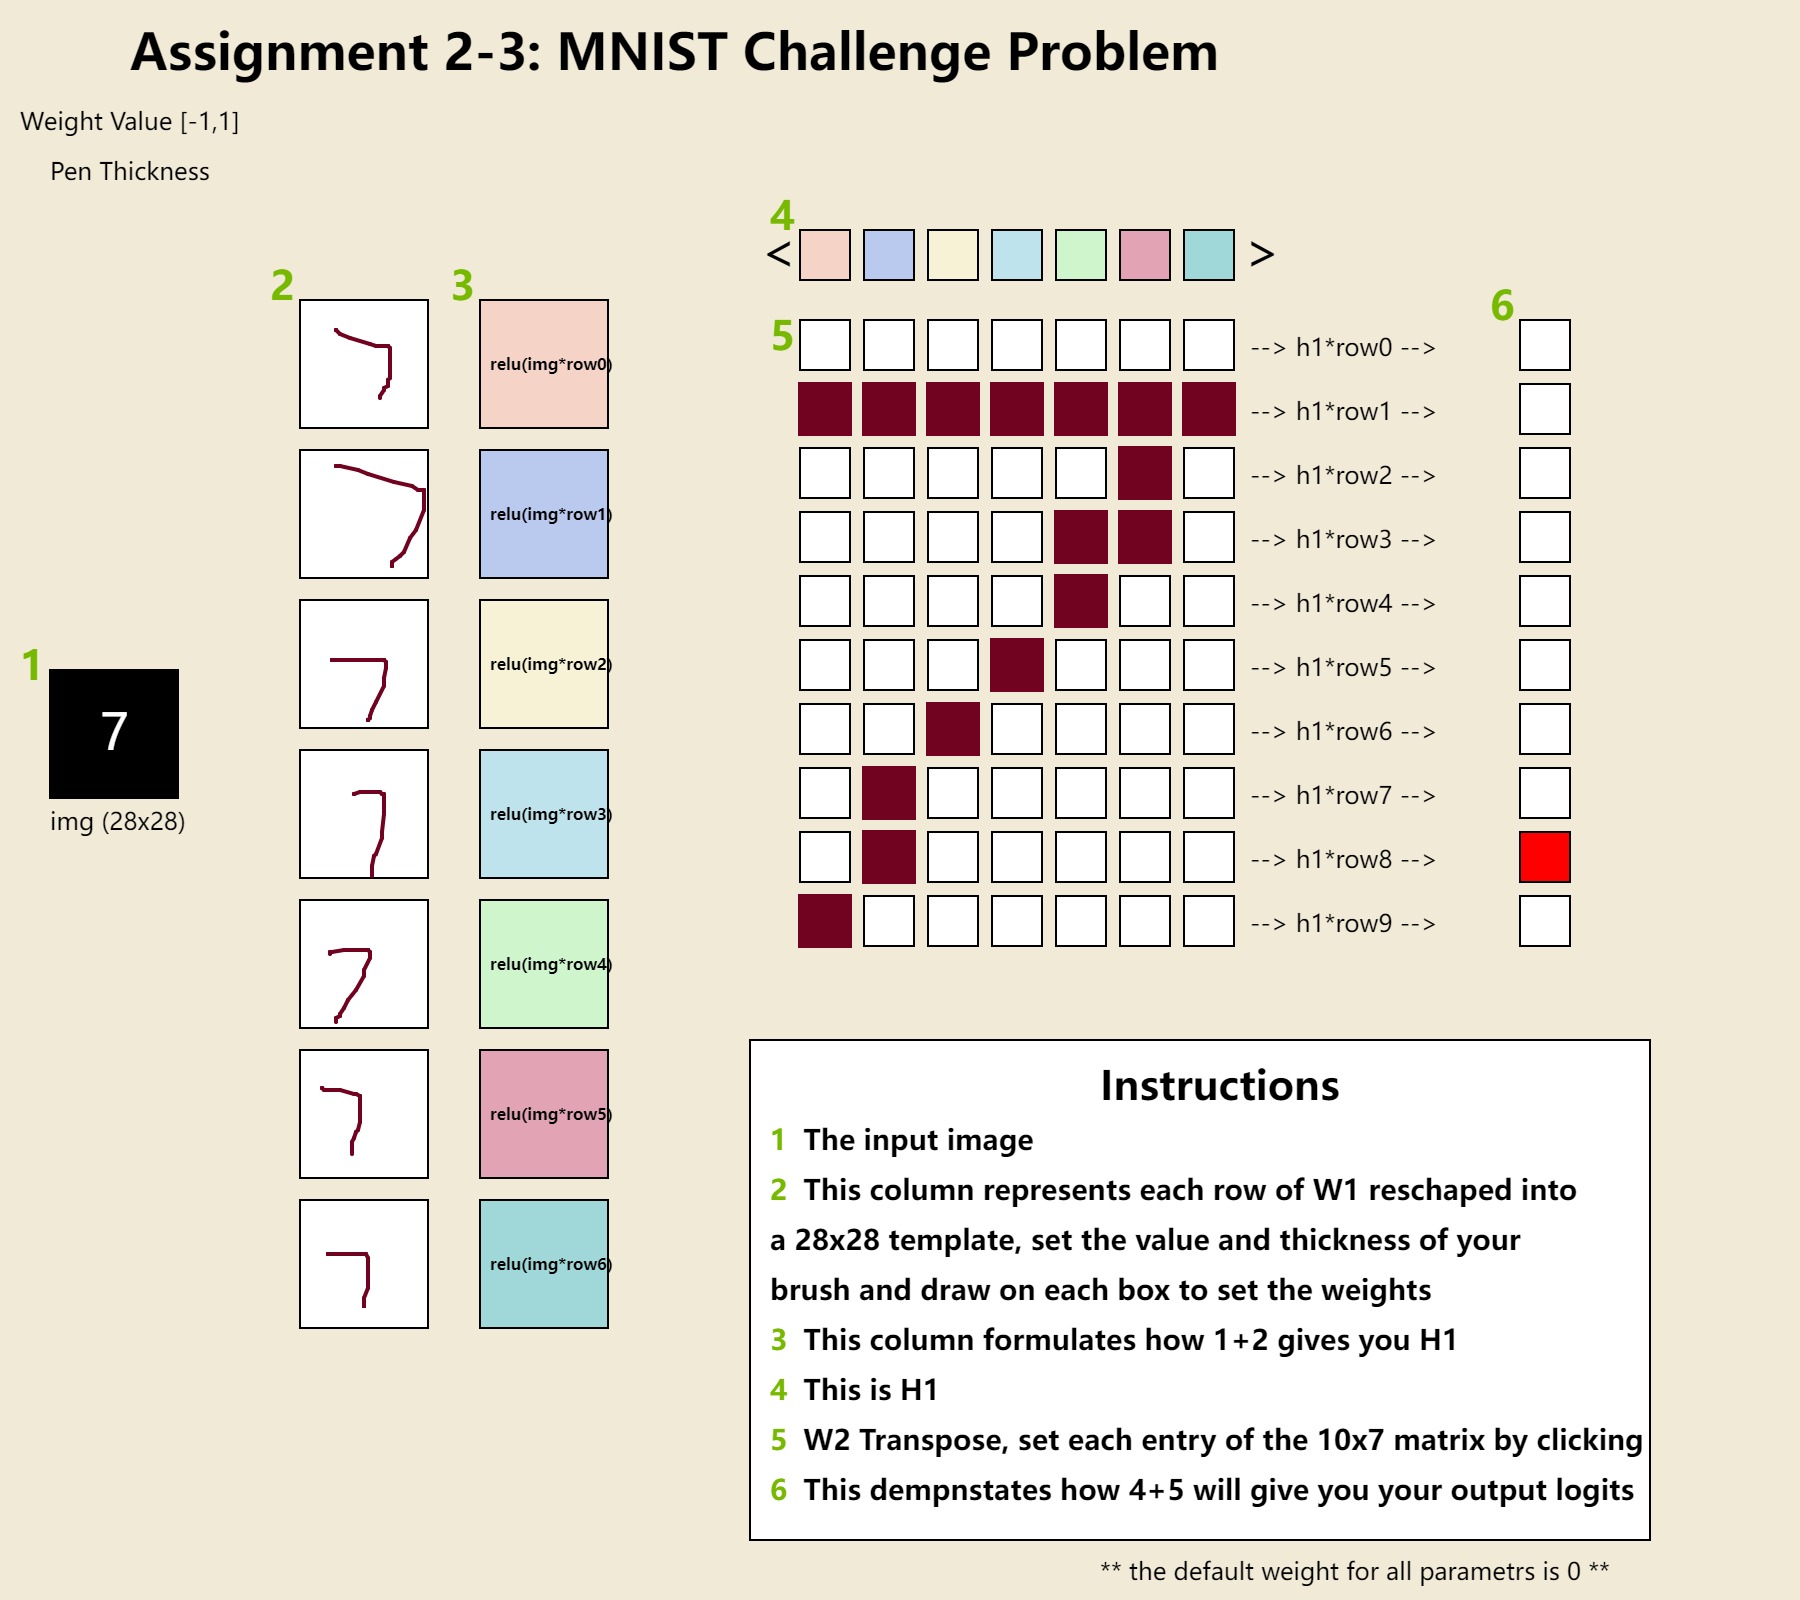 Assignment 2-3: MNIST Challenge Problem
Weight Value [-1,1]
Pen Thickness
4
< >
2 3
6
5
--> h1*row0 -->
relu(img*row0)
--> h1*row1 -->
--> h1*row2 -->
relu(img*row1)
--> h1*row3 -->
--> h1*row4 -->
1
relu(img*row2)
--> h1*row5 -->
7
--> h1*row6 -->
--> h1*row7 -->
img (28x28)
relu(img*row3)
--> h1*row8 -->
--> h1*row9 -->
relu(img*row4)
relu(img*row5)
relu(img*row6)
Instructions
1 The input image
2 This column represents each row of W1 reschaped into
a 28x28 template, set the value and thickness of your
brush and draw on each box to set the weights
3 This column formulates how 1+2 gives you H1
4 This is H1
5 W2 Transpose, set each entry of the 10x7 matrix by clicking
6 This dempnstates how 4+5 will give you your output logits
** the default weight for all parametrs is 0 **